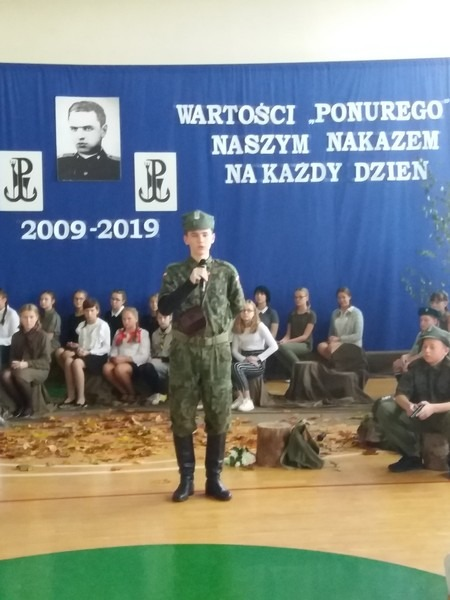 WARTOŚCI „PONUREGO”
NASZYM NAKAZEM
NA KAŻDY DZIEŃ
2009-2019